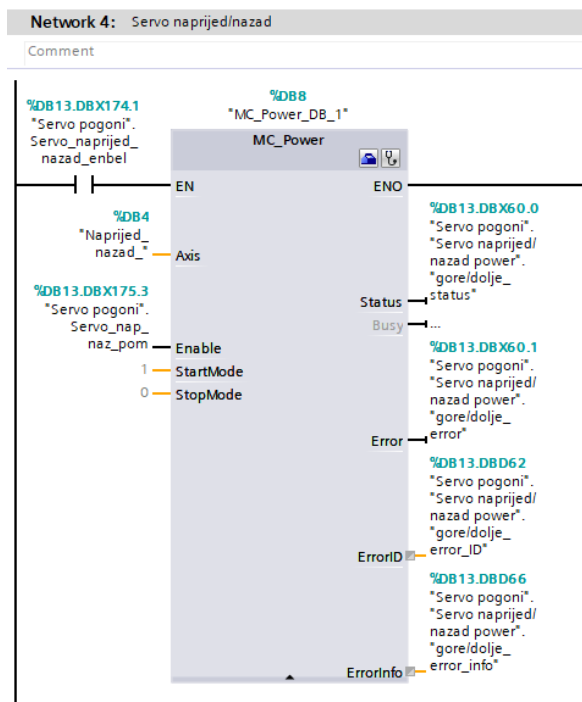 Network 4: Servo naprijed/nazad
Comment
%DB13.DBX174.1
"Servo pogoni".
Servo_naprijed_
nazad_enbel
%DB8
"MC_Power_DB_1"
MC_Power
EN
ENO
%DB4
"Naprijed_
nazad_"
Axis
%DB13.DBX60.0
"Servo pogoni".
"Servo naprijed/
nazad power".
"gore/dolje_
status"
Status
Busy
...
%DB13.DBX175.3
"Servo pogoni".
Servo_nap_
naz_pom
Enable
1
StartMode
0
StopMode
%DB13.DBX60.1
"Servo pogoni".
"Servo naprijed/
nazad power".
"gore/dolje_
error"
Error
%DB13.DBD62
"Servo pogoni".
"Servo naprijed/
nazad power".
"gore/dolje_
error_ID"
ErrorID
%DB13.DBD66
"Servo pogoni".
"Servo naprijed/
nazad power".
"gore/dolje_
error_info"
ErrorInfo